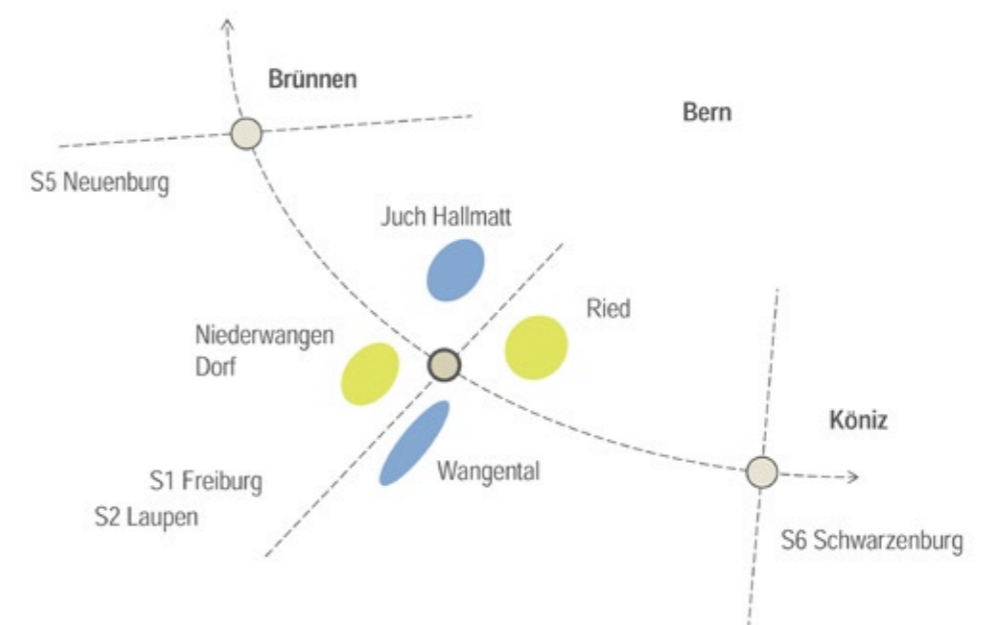 Brünnen
Bern
S5 Neuenburg
Juch Hallmatt
Ried
Niederwangen
Dorf
Köniz
Wangental
S1 Freiburg
S2 Laupen
S6 Schwarzenburg